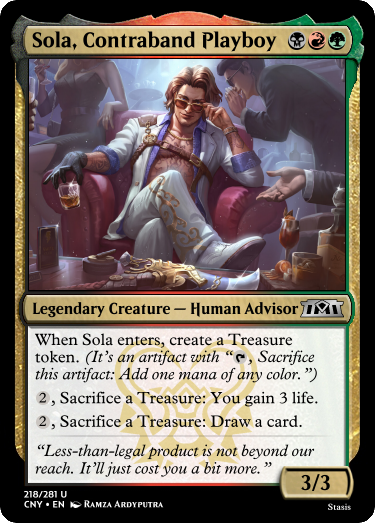 Sola, Contraband Playboy
Legendary Creature — Human Advisor
When Sola enters, create a Treasure
token. (It's an artifact with “, Sacrifice
this artifact: Add one mana of any color.”)
2, Sacrifice a Treasure: You gain 3 life.
2, Sacrifice a Treasure: Draw a card.
“Less-than-legal product is not beyond our
reach. It'll just cost you a bit more.”
3/3
218/281 U
CNY • EN Ramza Ardyputra
Stasis